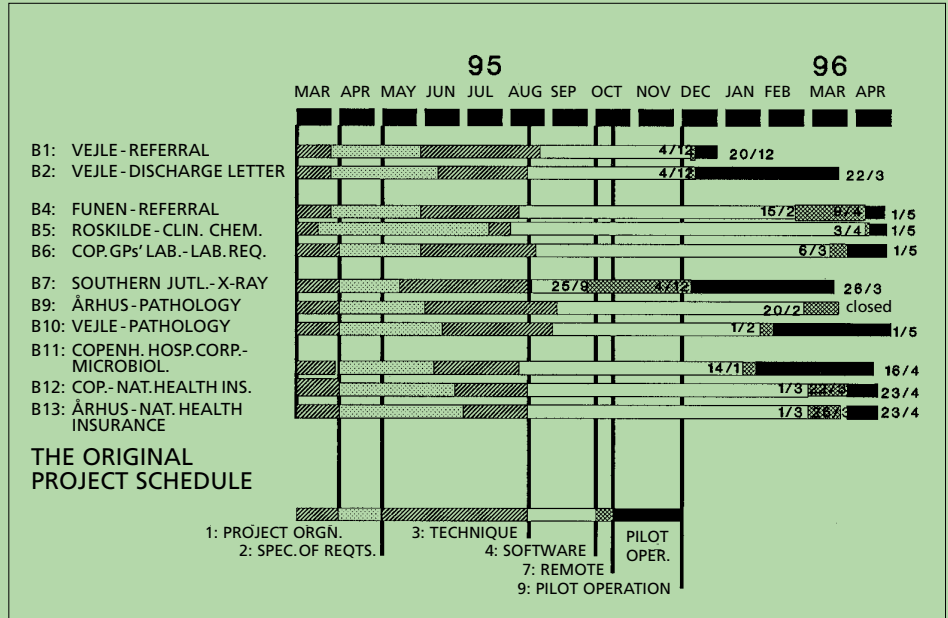 95 96
MAR APR MAY JUN JUL AUG SEP OCT NOV DEC JAN FEB MAR APR
B1: VEJLE-REFERRAL 4/12 20/12
B2: VEJLE-DISCHARGE LETTER 4/12 22/3
B4: FUNEN-REFERRAL 15/2 9/4 1/5
B5: ROSKILDE-CLIN. CHEM. 3/4 1/5
B6: COP.GPs' LAB.-LAB.REQ. 6/3 1/5
B7: SOUTHERN JUTL.-X-RAY 25/9 4/12 26/3
B9: ÅRHUS-PATHOLOGY 20/2 closed
B10: VEJLE-PATHOLOGY 1/2 1/5
B11: COPENH. HOSP.CORP.-
MICROBIOL. 14/1 16/4
B12: COP.-NAT.HEALTH INS. 1/3 23/4
B13: ÅRHUS-NAT. HEALTH
INSURANCE 1/3 23/4
THE ORIGINAL
PROJECT SCHEDULE
1: PROJECT ORGN. 3: TECHNIQUE PILOT
2: SPEC.OF REQTS. 4: SOFTWARE OPER.
7: REMOTE
9: PILOT OPERATION